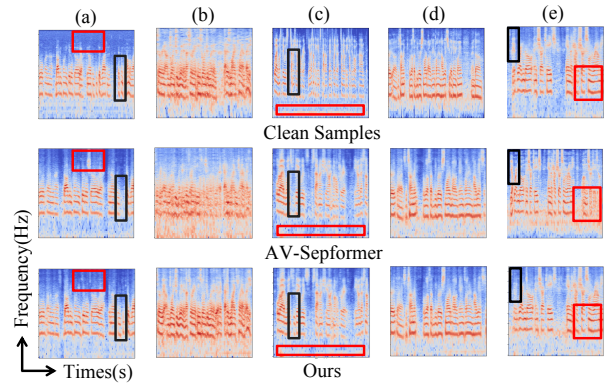 (a) (b) (c) (d) (e)
Clean Samples
AV-Sepformer
Frequency(Hz)
Times(s)
Ours